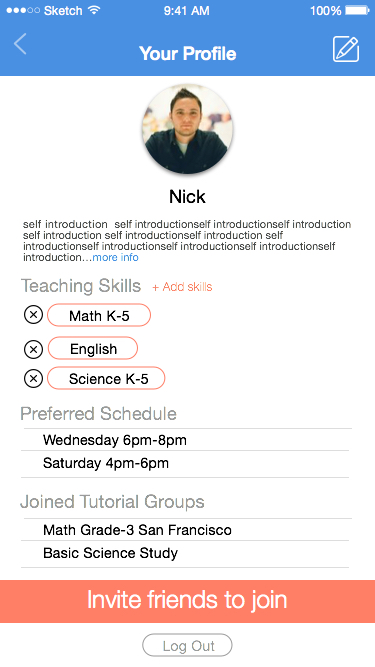 Sketch 9:41 AM 100%
Your Profile
Nick
self introduction self introductionself introductionself introduction
self introduction self introductionself introduction self
introductionself introductionself introductionself introductionself
introduction...more info
Teaching Skills + Add skills
Math K-5
English
Science K-5
Preferred Schedule
Wednesday 6pm-8pm
Saturday 4pm-6pm
Joined Tutorial Groups
Math Grade-3 San Francisco
Basic Science Study
Invite friends to join
Log Out